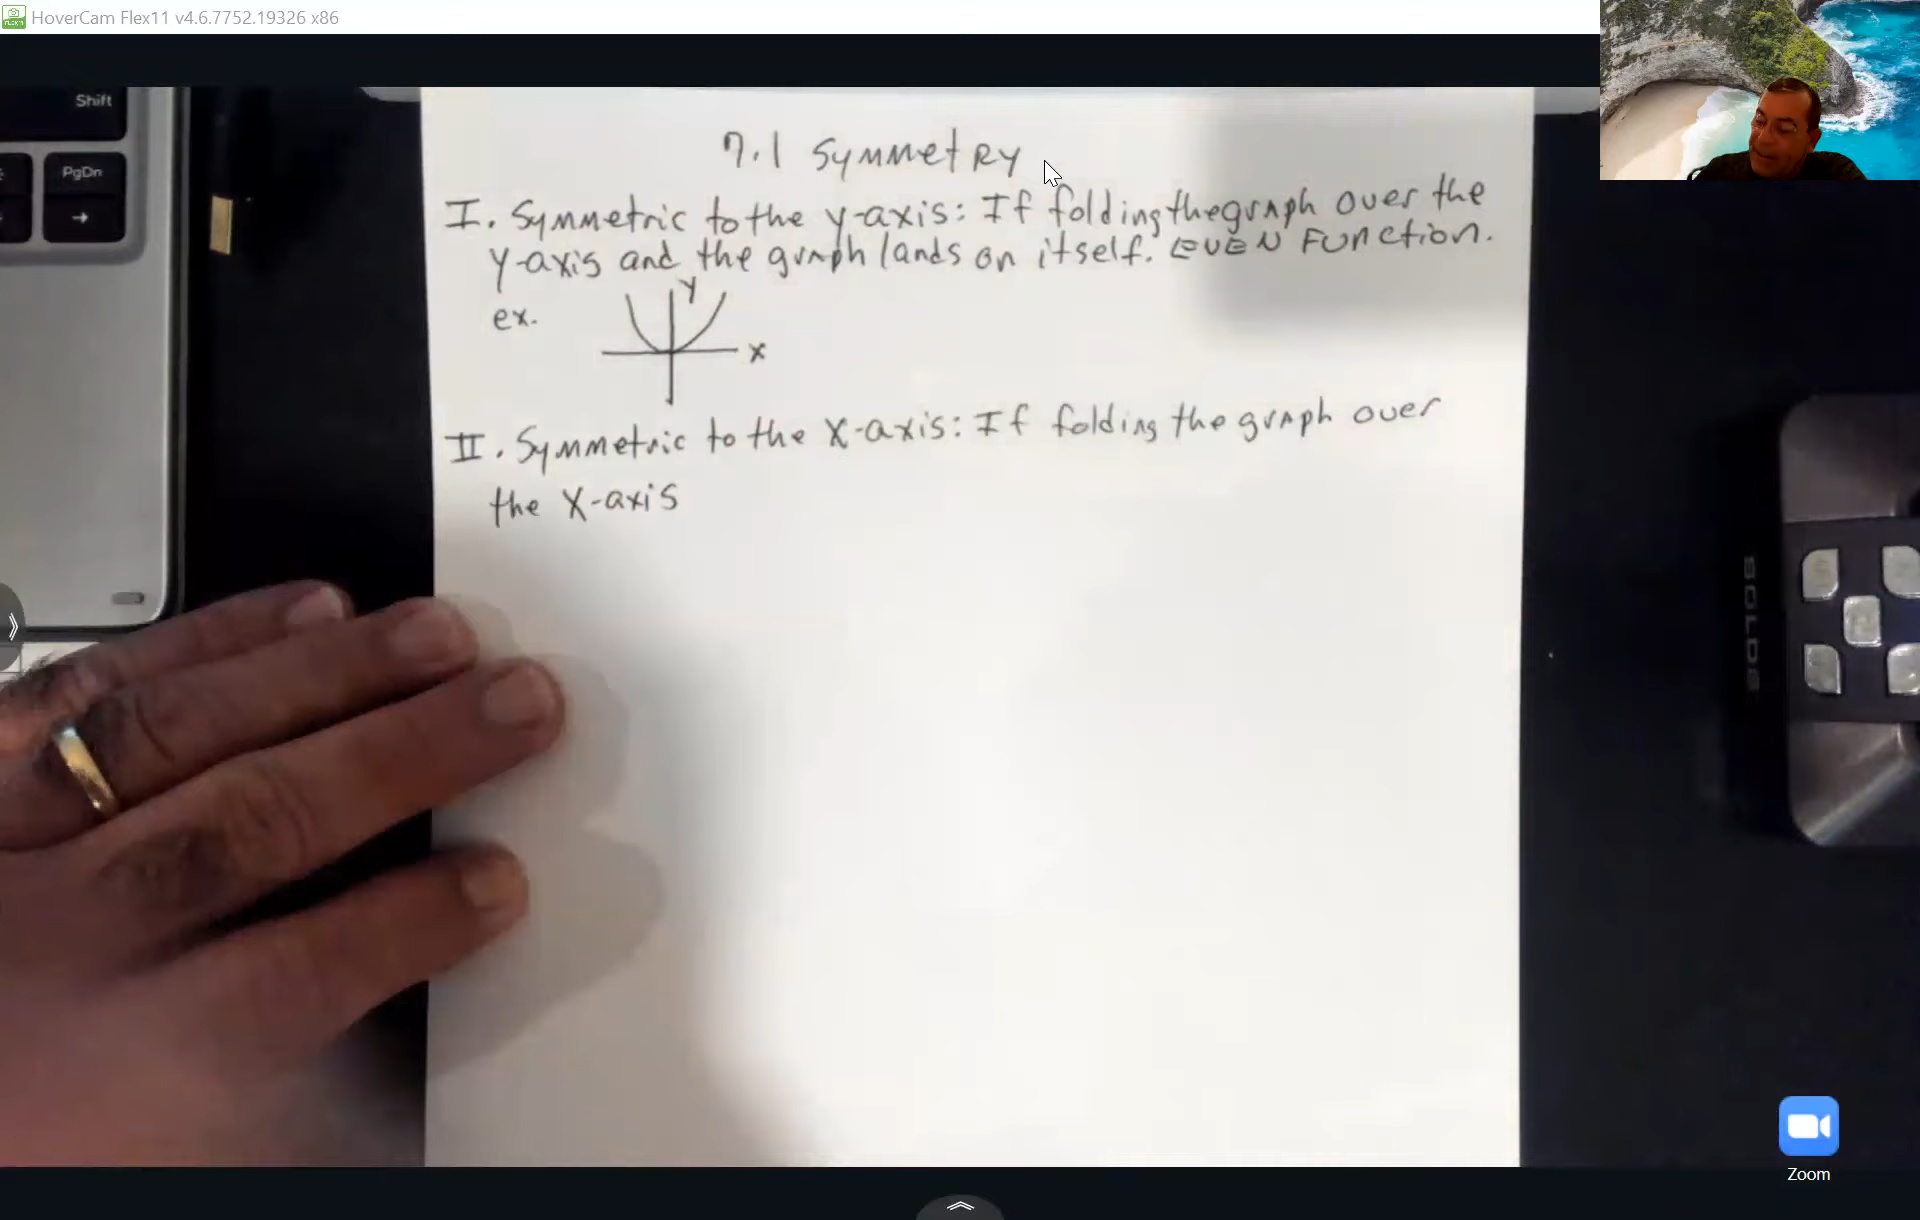 HoverCam Flex11 v4.6.7752.19326 x86
Shift
PgDn
7.1 Symmetry
I. Symmetric to the y-axis: If folding the graph over the
y-axis and the graph lands on itself. EVEN Function.
ex.
y
x
II. Symmetric to the x-axis: If folding the graph over
the x-axis
Zoom